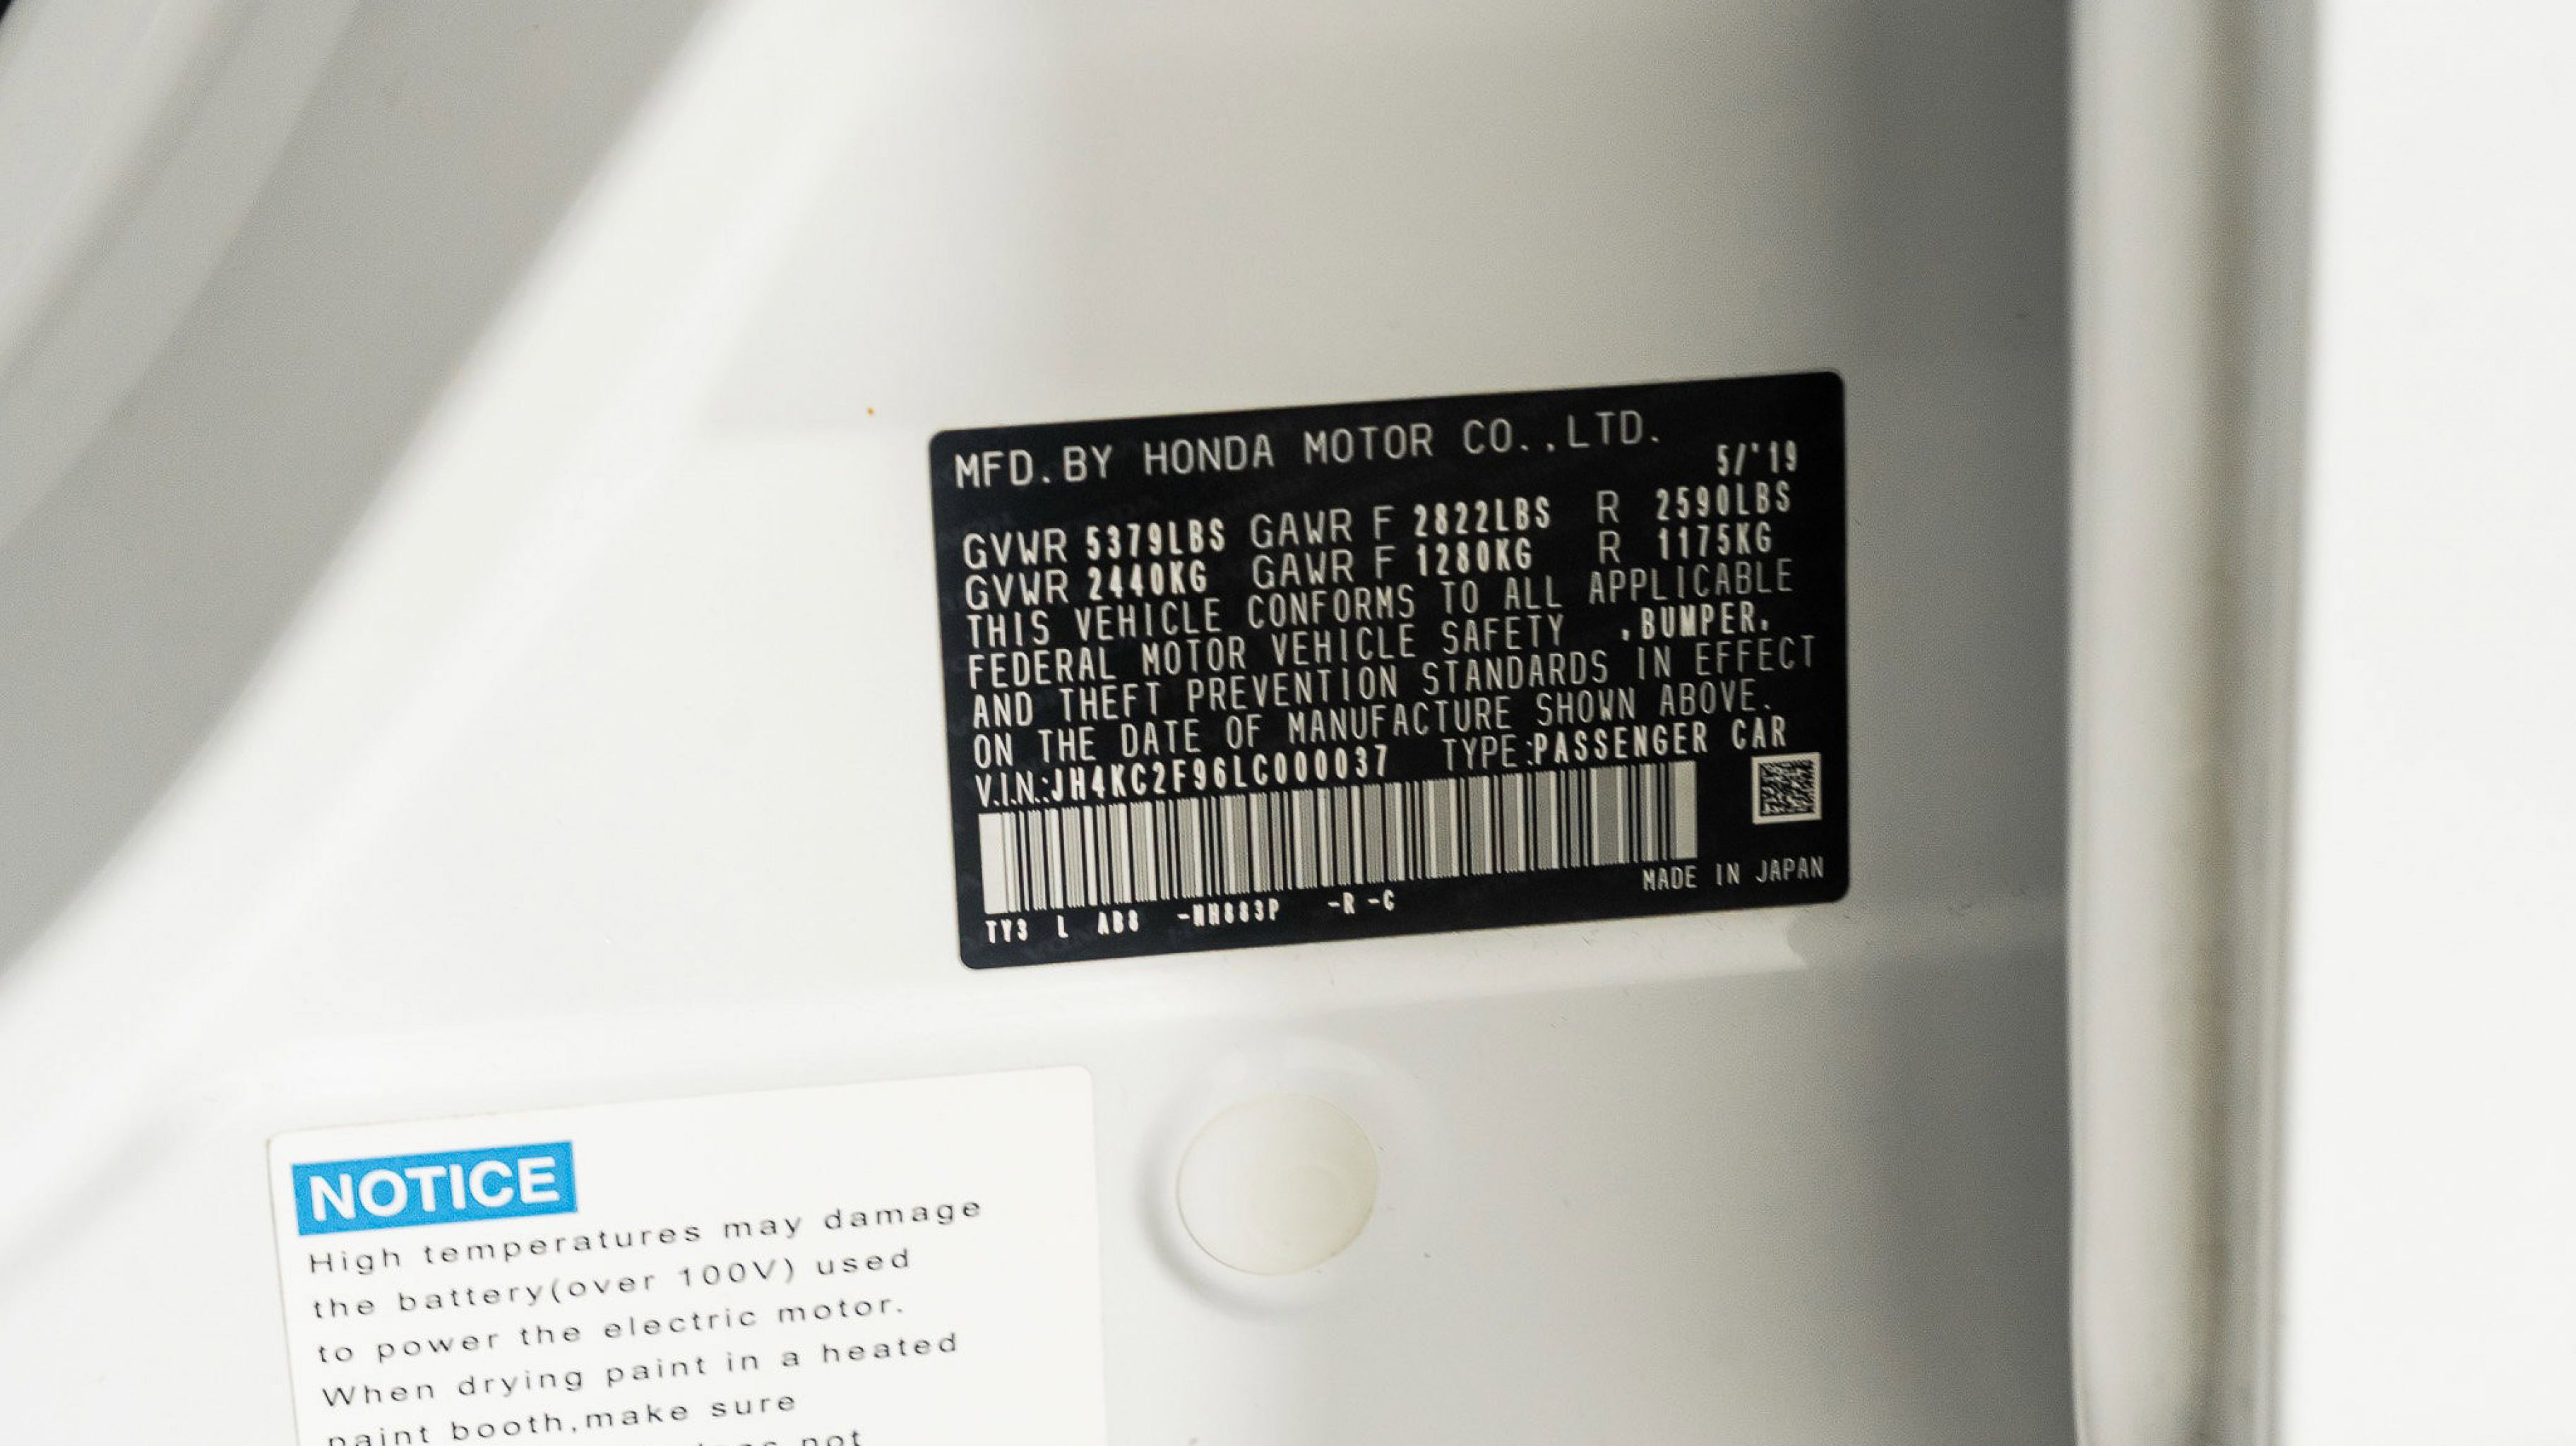 MFD.BY HONDA MOTOR CO.,LTD.
5/'19
GVWR 5379LBS GAWR F 2822LBS R 2590LBS
GVWR 2440KG GAWR F 1280KG R 1175KG
THIS VEHICLE CONFORMS TO ALL APPLICABLE
FEDERAL MOTOR VEHICLE SAFETY ,BUMPER,
AND THEFT PREVENTION STANDARDS IN EFFECT
ON THE DATE OF MANUFACTURE SHOWN ABOVE.
V.I.N.:JH4KC2F96LC000037 TYPE:PASSENGER CAR
MADE IN JAPAN
TY3 L AB8 -NH883P -R -C
NOTICE
High temperatures may damage
the battery(over 100V) used
to power the electric motor.
When drying paint in a heated
paint booth,make sure
not